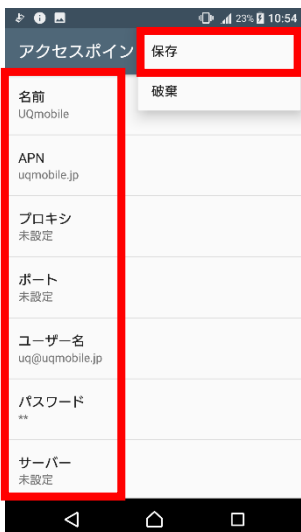 23% 10:54
アクセスポイン
保存
破棄
名前
UQmobile
APN
uqmobile.jp
プロキシ
未設定
ポート
未設定
ユーザー名
uq@uqmobile.jp
パスワード
**
サーバー
未設定